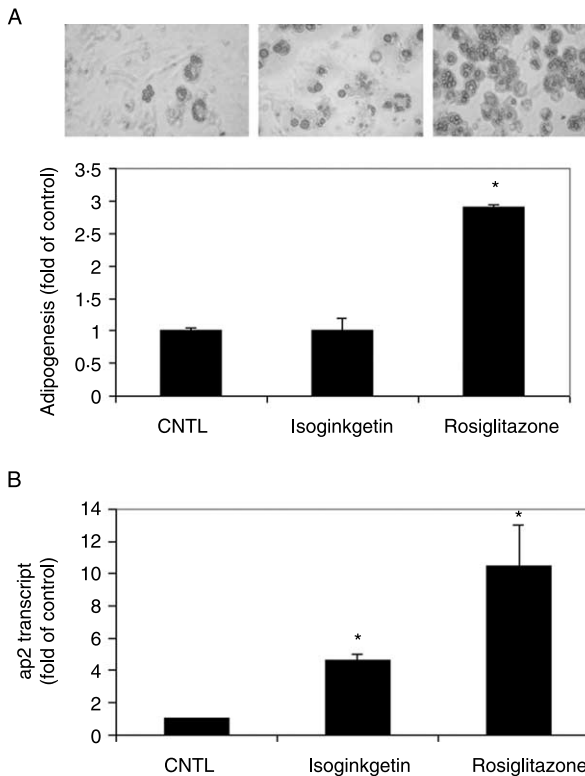 A
Adipogenesis (fold of control)
3·5
3
2·5
2
1·5
1
0·5
0
*
CNTL
Isoginkgetin
Rosiglitazone
B
ap2 transcript
(fold of control)
14
12
10
8
6
4
2
0
*
*
CNTL
Isoginkgetin
Rosiglitazone